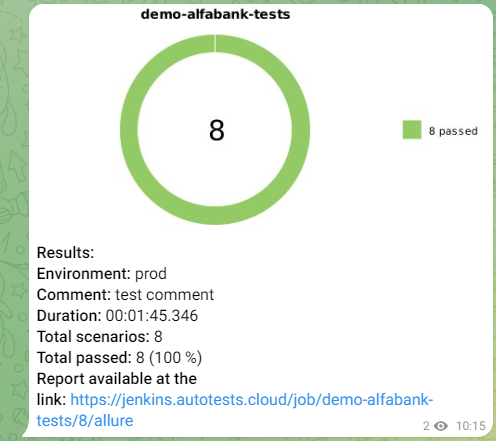 demo-alfabank-tests
8
8 passed
Results:
Environment: prod
Comment: test comment
Duration: 00:01:45.346
Total scenarios: 8
Total passed: 8 (100 %)
Report available at the
link: https://jenkins.autotests.cloud/job/demo-alfabank-
tests/8/allure
2 10:15